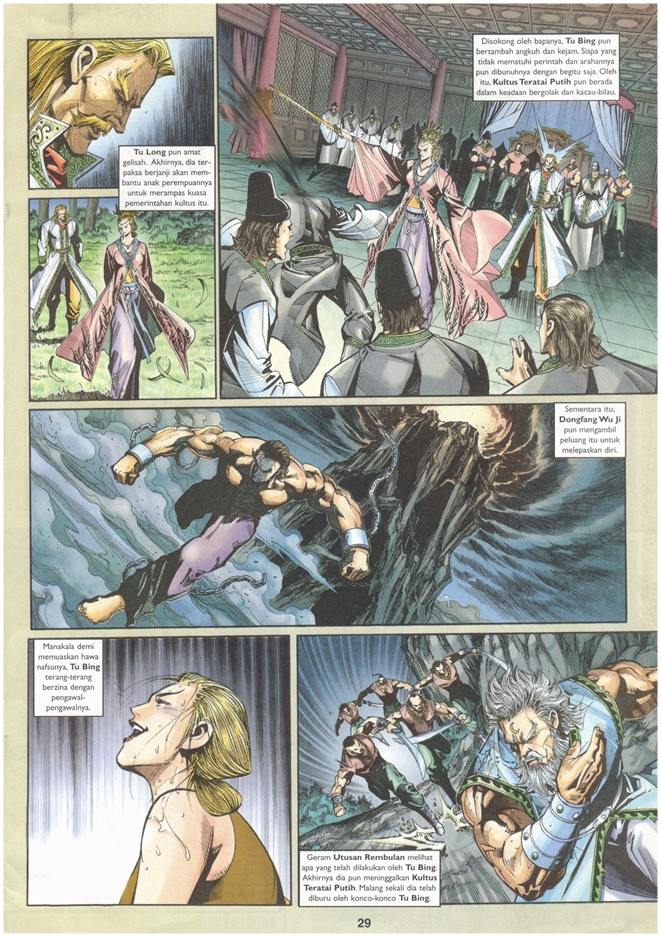 Tu Long pun amat
gelisah. Akhirnya, dia ter-
paksa berjanji akan mem-
bantu anak perempuannya
untuk merampas kuasa
pemerintahan kultus itu.
Disokong oleh bapanya, Tu Bing pun
bertambah angkuh dan kejam. Siapa yang
tidak mematuhi perintah dan arahannya
pun dibunuhnya dengan begitu saja. Oleh
itu, Kultus Teratai Putih pun berada
dalam keadaan bergolak dan kacau-bilau.
Sementara itu,
Dongfang Wu Ji
pun mengambil
peluang itu untuk
melepaskan diri.
Manakala demi
memuaskan hawa
nafsunya, Tu Bing
terang-terang
berzina dengan
pengawal-
pengawalnya.
Geram Utusan Rembulan melihat
apa yang telah dilakukan oleh Tu Bing.
Akhirnya dia pun meninggalkan Kultus
Teratai Putih. Malang sekali dia telah
diburu oleh konco-konco Tu Bing.
29